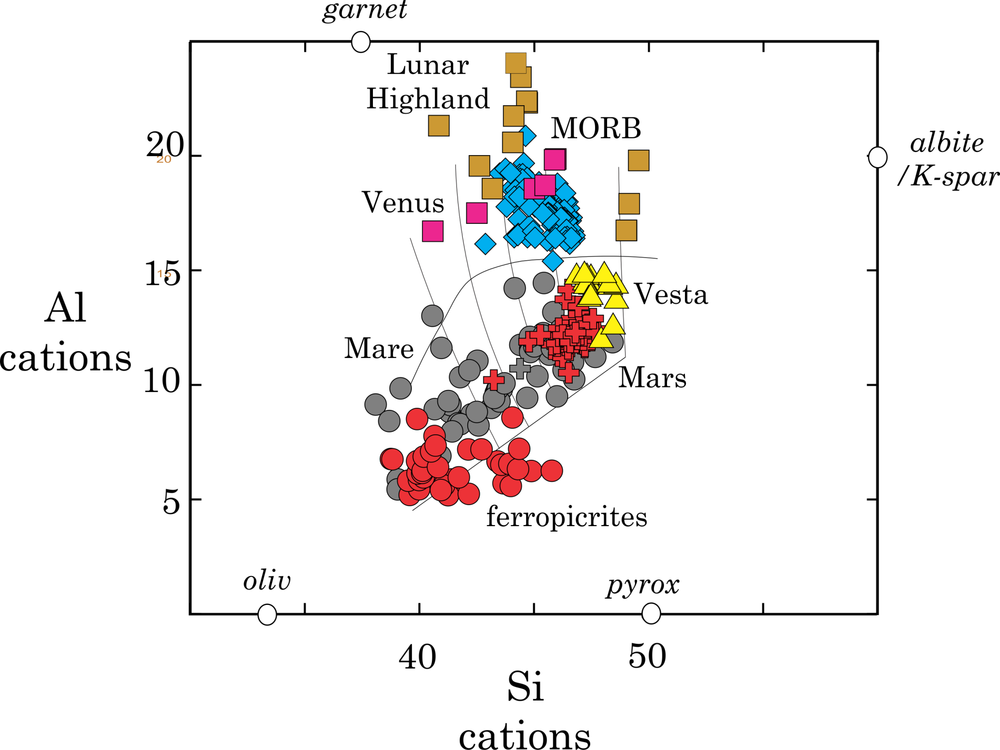 garnet
Lunar
Highland
MORB
20
20
albite
/K-spar
Venus
15
15
Vesta
Al
cations
Mare
10
Mars
5
ferropicrites
oliv
pyrox
40
50
Si
cations